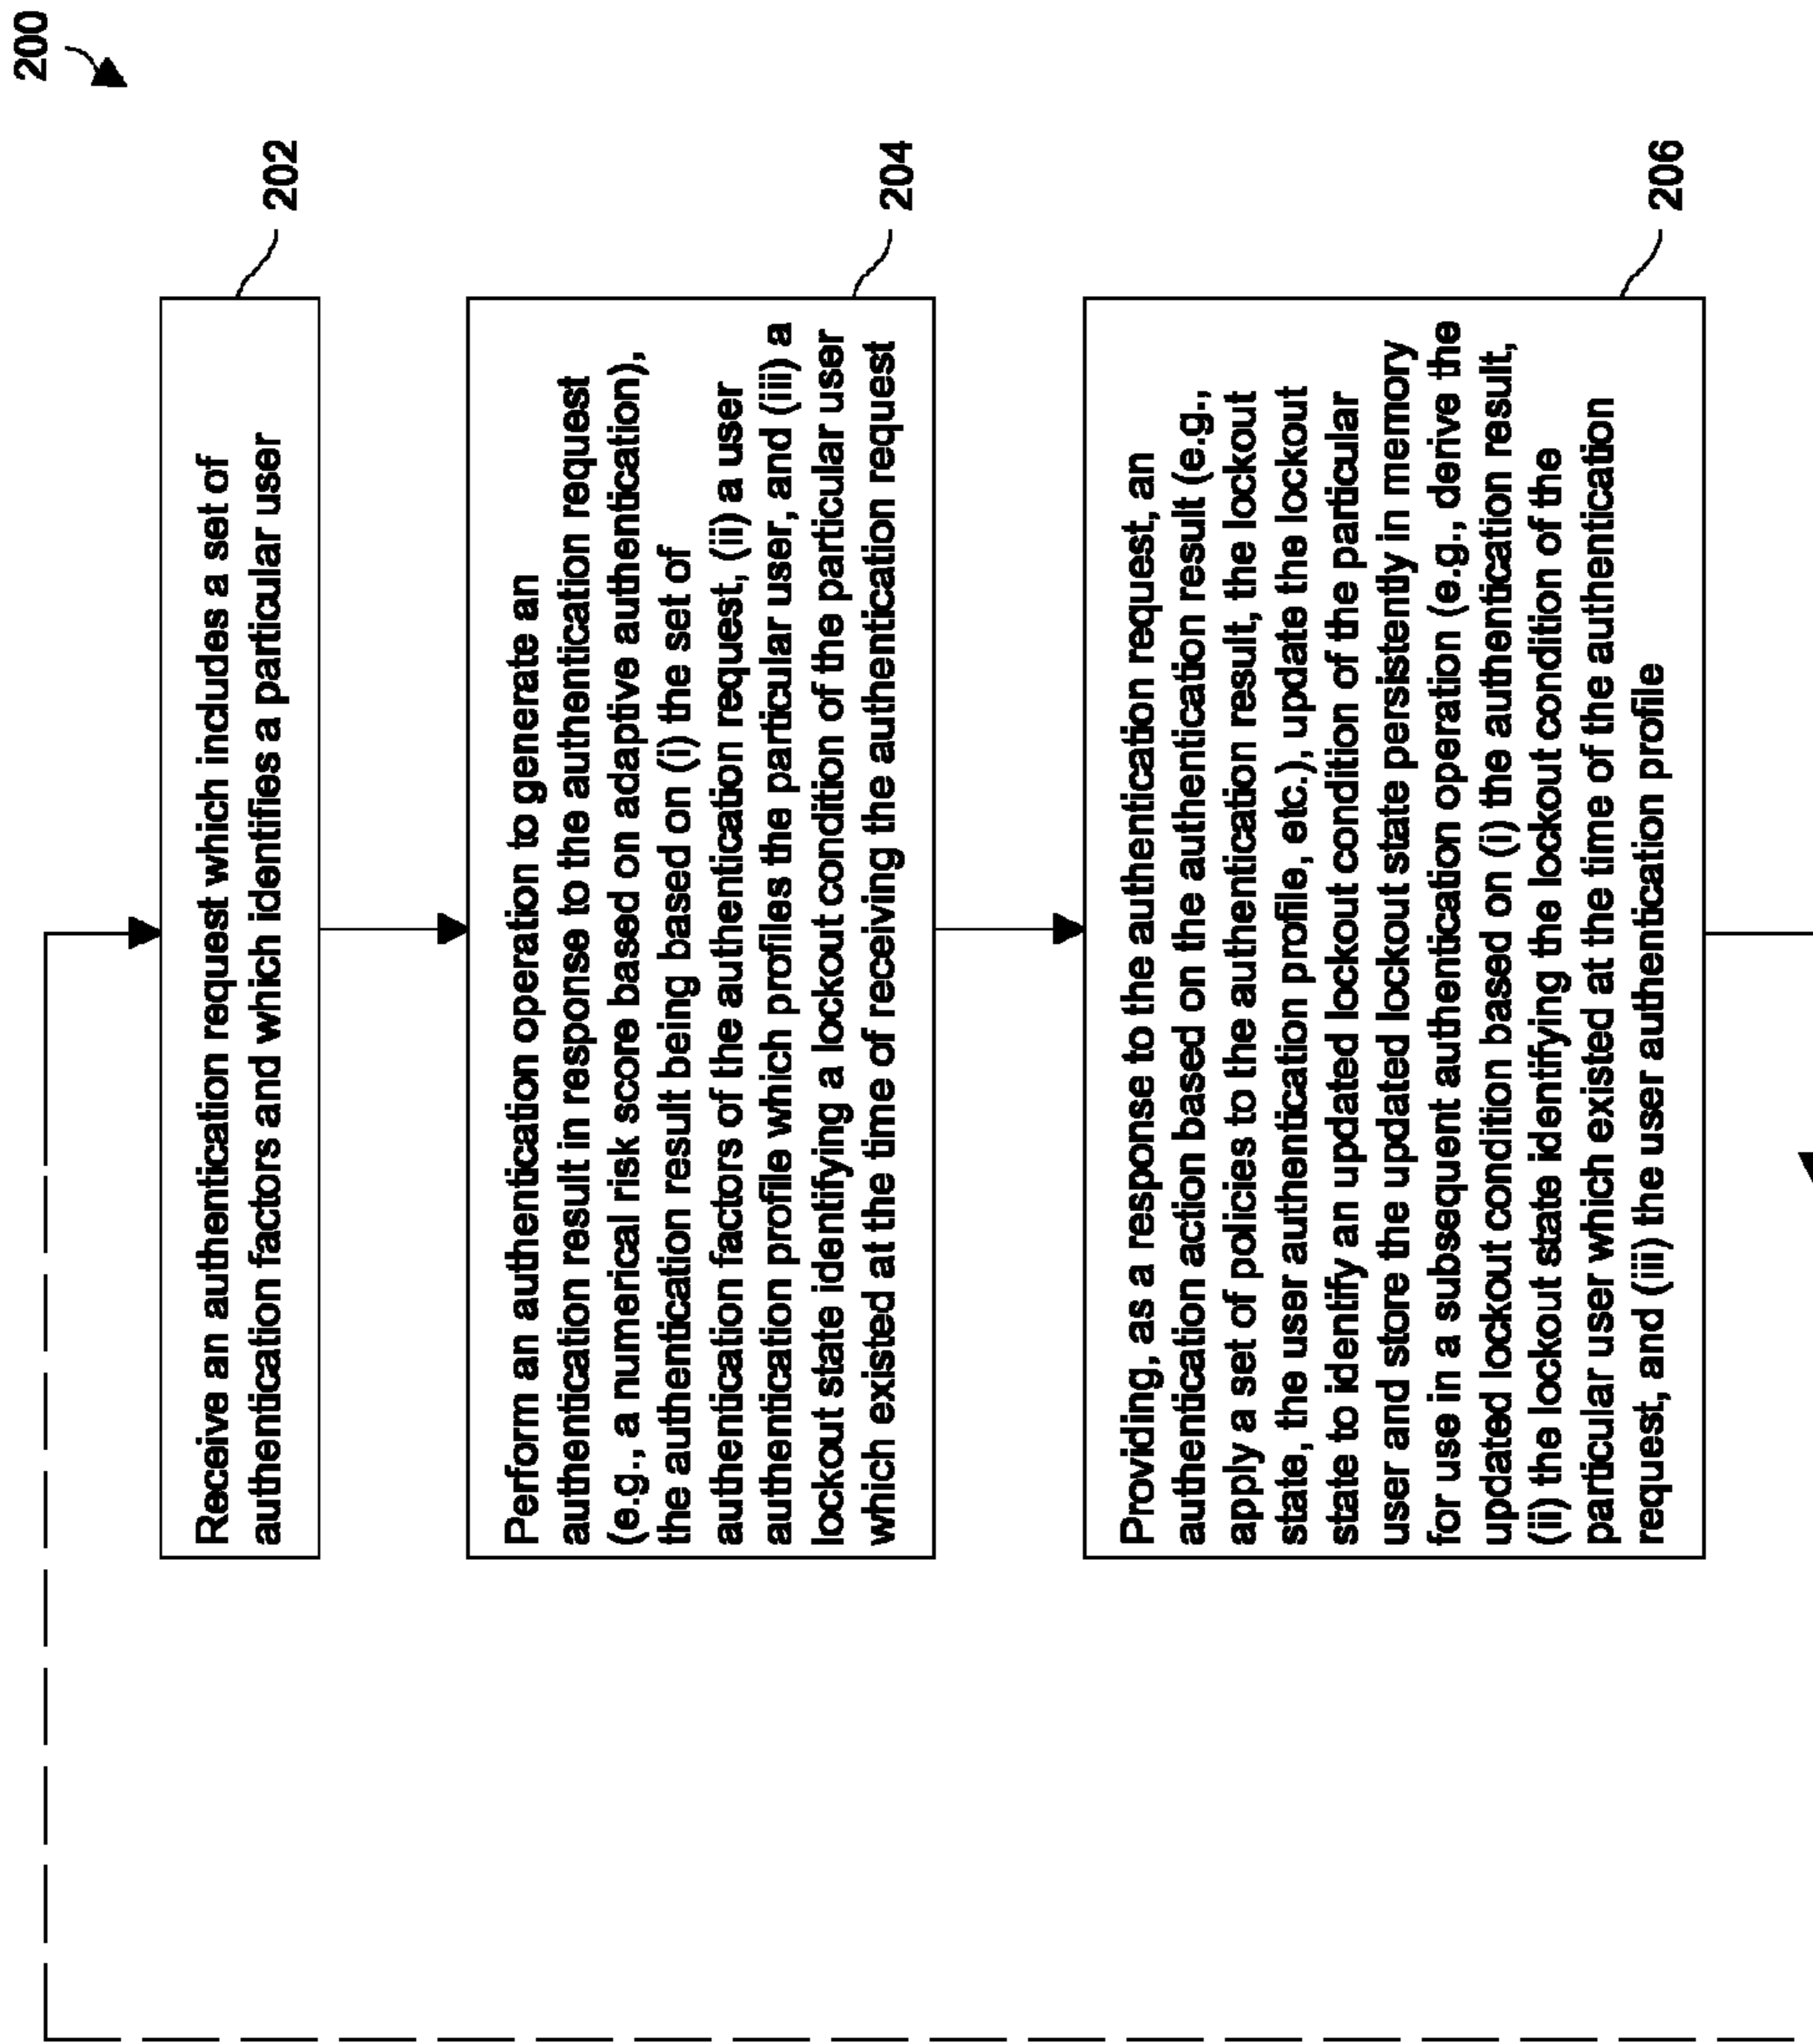 200
Receive an authentication request which includes a set of
authentication factors and which identifies a particular user
202
Perform an authentication operation to generate an
authentication result in response to the authentication request
(e.g., a numerical risk score based on adaptive authentication),
the authentication result being based on (i) the set of
authentication factors of the authentication request, (ii) a user
authentication profile which profiles the particular user, and (iii) a
lockout state identifying a lockout condition of the particular user
which existed at the time of receiving the authentication request
204
Providing, as a response to the authentication request, an
authentication action based on the authentication result (e.g.,
apply a set of policies to the authentication result, the lockout
state, the user authentication profile, etc.), update the lockout
state to identify an updated lockout condition of the particular
user and store the updated lockout state persistently in memory
for use in a subsequent authentication operation (e.g., derive the
updated lockout condition based on (i) the authentication result,
(ii) the lockout state identifying the lockout condition of the
particular user which existed at the time of the authentication
request, and (iii) the user authentication profile
206